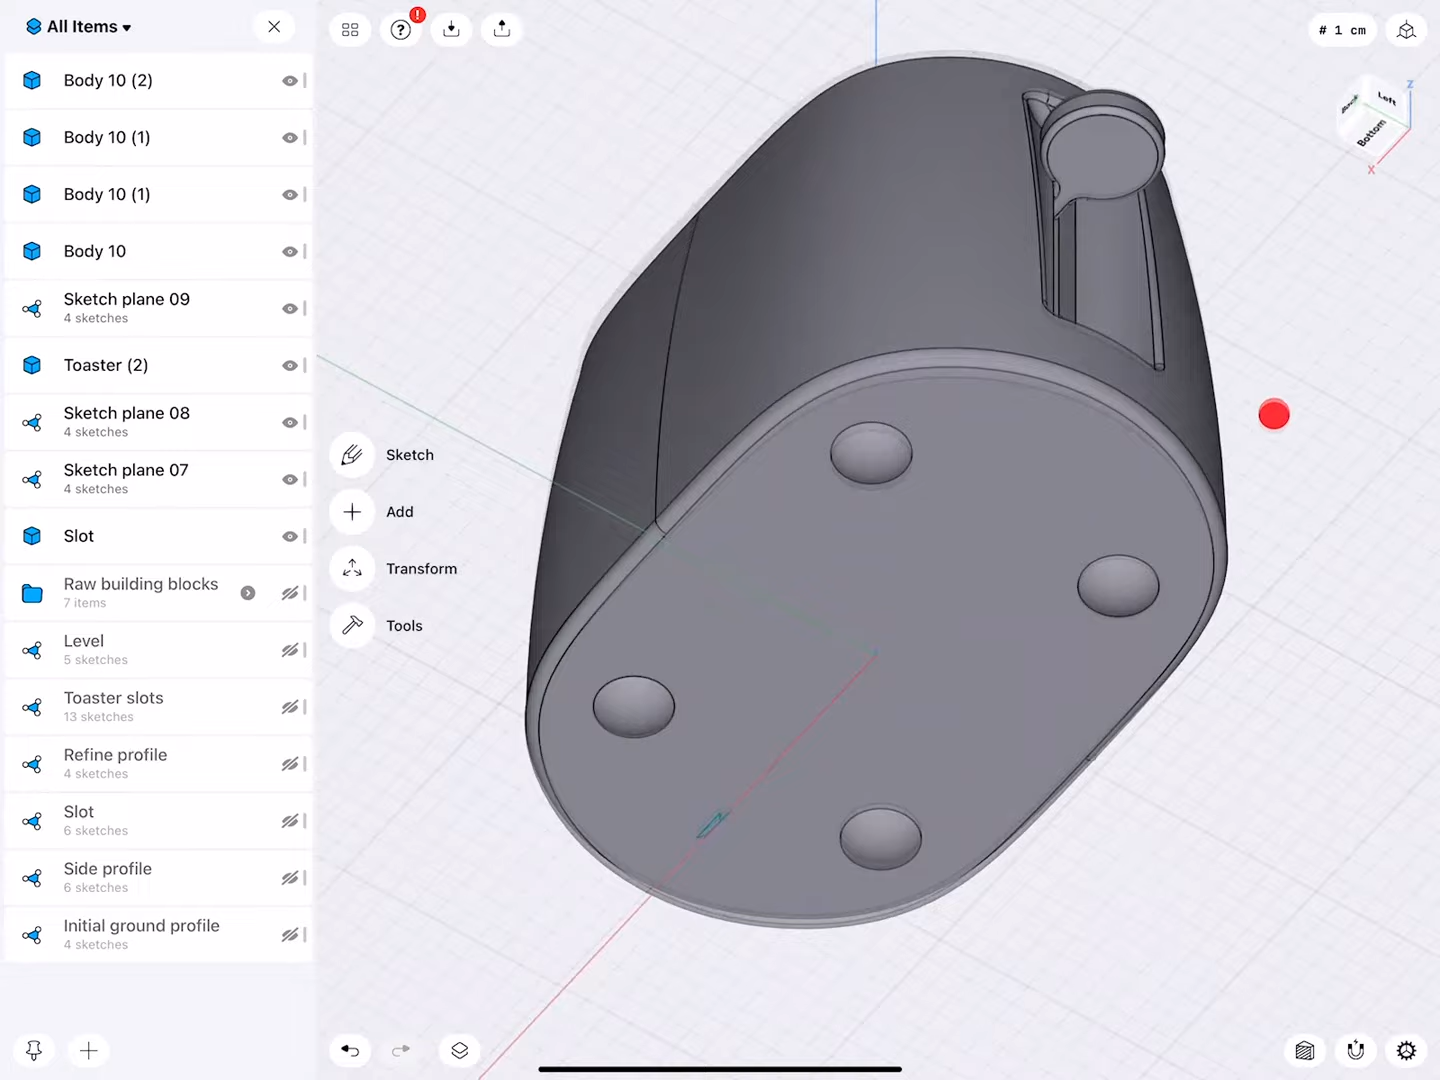 All Items
Body 10 (2)
Body 10 (1)
Body 10 (1)
Body 10
Sketch plane 09
4 sketches
Toaster (2)
Sketch plane 08
4 sketches
Sketch plane 07
4 sketches
Slot
Raw building blocks
7 items
Level
5 sketches
Toaster slots
13 sketches
Refine profile
4 sketches
Slot
6 sketches
Side profile
6 sketches
Initial ground profile
4 sketches
Sketch
Add
Transform
Tools
# 1 cm
Z
Left
Bottom
X